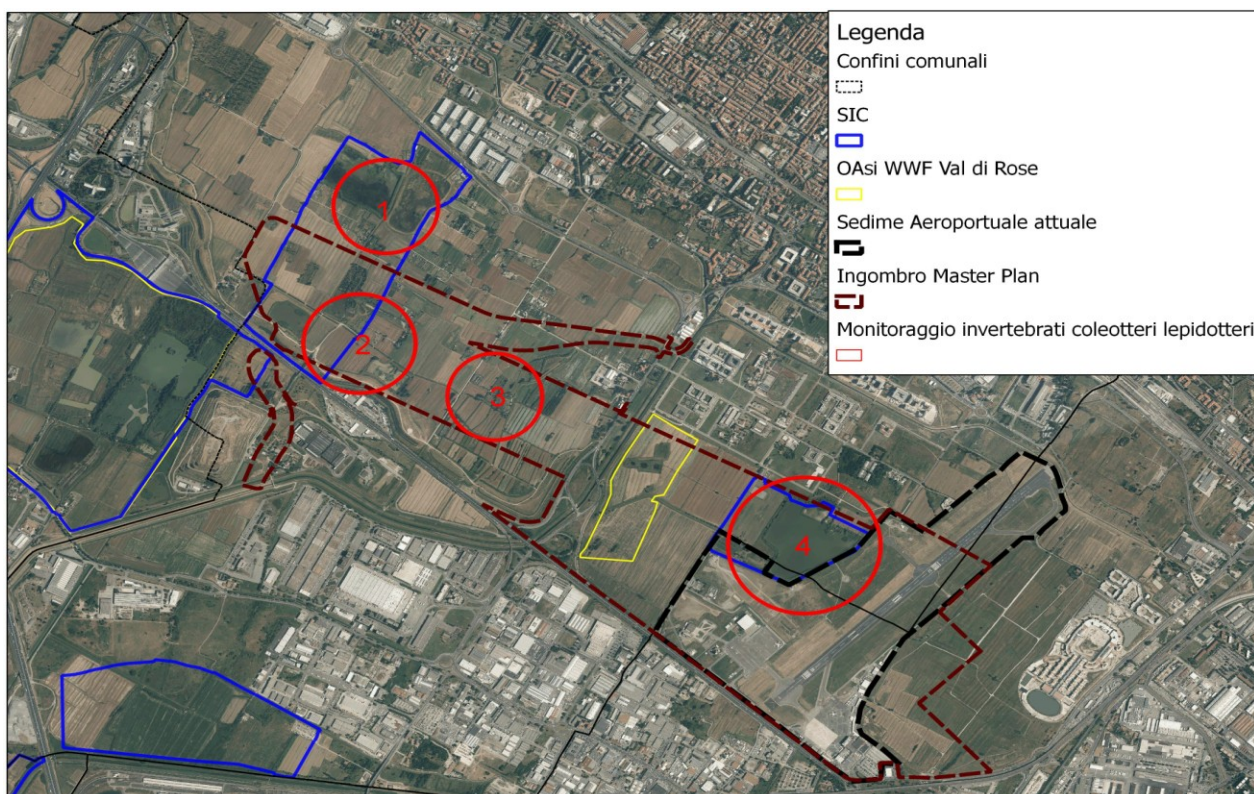 Legenda
Confini comunali
SIC
OAsi WWF Val di Rose
Sedime Aeroportuale attuale
Ingombro Master Plan
Monitoraggio invertebrati coleotteri lepidotteri
1
2
3
4